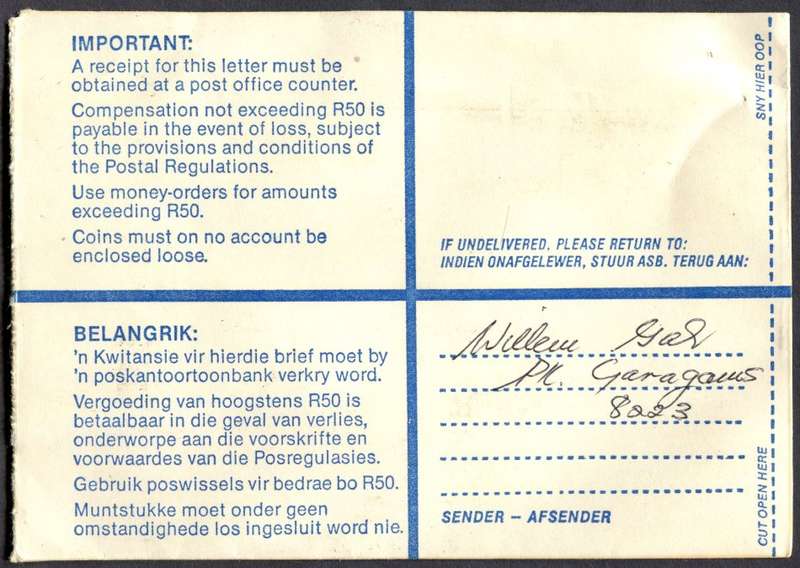 IMPORTANT:
A receipt for this letter must be
obtained at a post office counter.
Compensation not exceeding R50 is
payable in the event of loss, subject
to the provisions and conditions of
the Postal Regulations.
Use money-orders for amounts
exceeding R50.
Coins must on no account be
enclosed loose.
IF UNDELIVERED, PLEASE RETURN TO:
INDIEN ONAFGELEWER, STUUR ASB. TERUG AAN:
SNY HIER OOP
BELANGRIK:
'n Kwitansie vir hierdie brief moet by
'n poskantoortoonbank verkry word.
Vergoeding van hoogstens R50 is
betaalbaar in die geval van verlies,
onderworpe aan die voorskrifte en
voorwaardes van die Posregulasies.
Gebruik poswissels vir bedrae bo R50.
Muntstukke moet onder geen
omstandighede los ingesluit word nie.
Willem
PK. Garagams
8023
SENDER – AFSENDER
CUT OPEN HERE